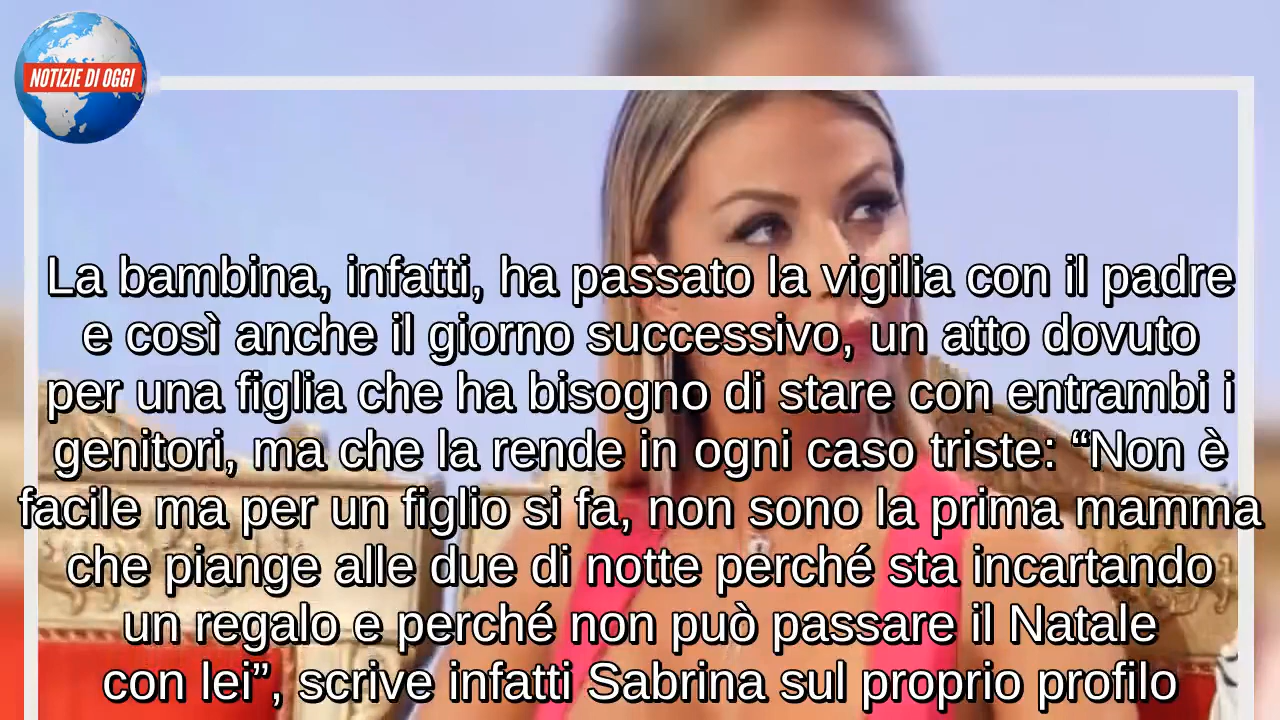 NOTIZIE DI OGGI
La bambina, infatti, ha passato la vigilia con il padre
e così anche il giorno successivo, un atto dovuto
per una figlia che ha bisogno di stare con entrambi i
genitori, ma che la rende in ogni caso triste: “Non è
facile ma per un figlio si fa, non sono la prima mamma
che piange alle due di notte perché sta incartando
un regalo e perché non può passare il Natale
con lei”, scrive infatti Sabrina sul proprio profilo